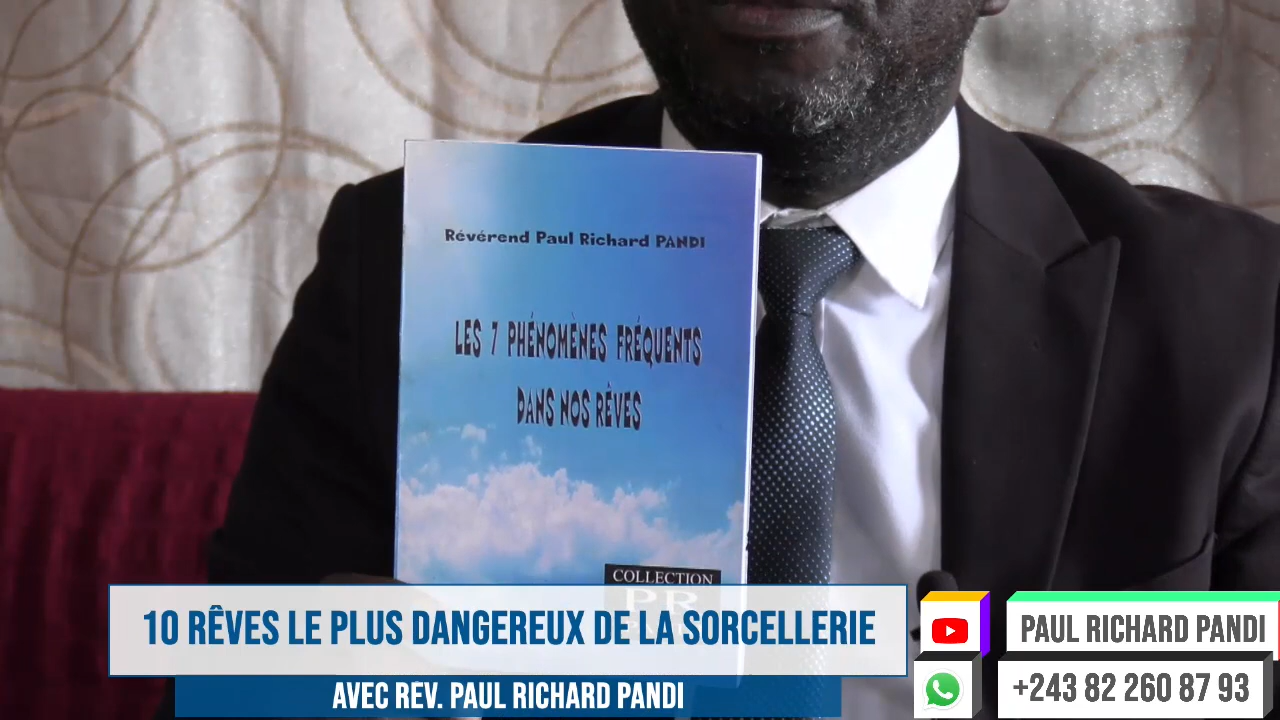 Révérend Paul Richard PANDI
LES 7 PHÉNOMÈNES FRÉQUENTS
DANS NOS RÊVES
COLLECTION
PR
10 RÊVES LE PLUS DANGEREUX DE LA SORCELLERIE
AVEC REV. PAUL RICHARD PANDI
PAUL RICHARD PANDI
+243 82 260 87 93